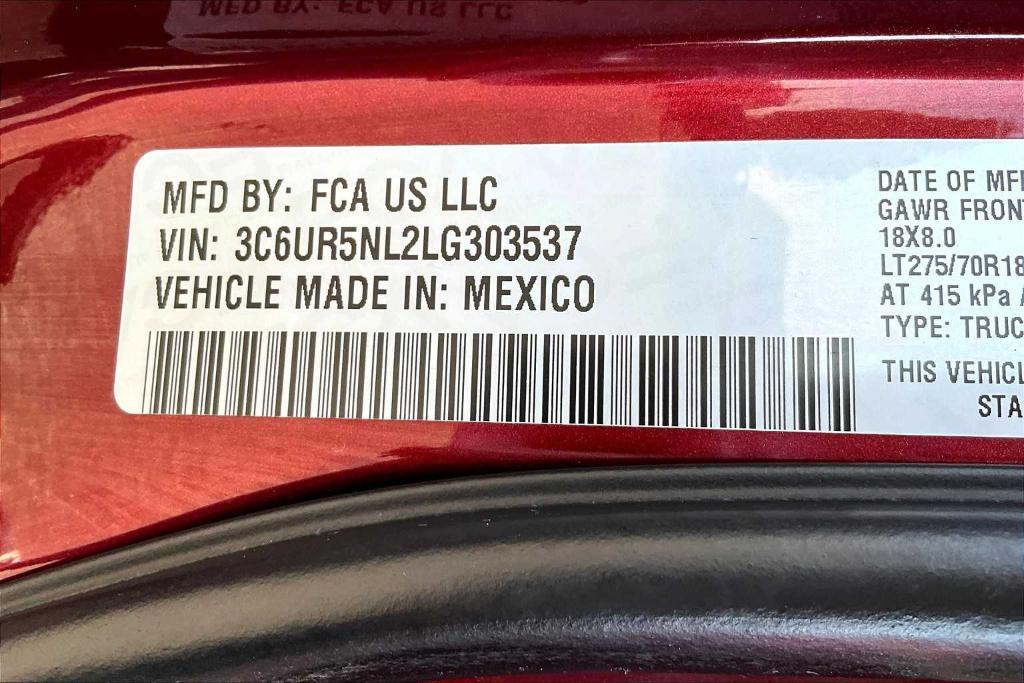 MFD BY: FCA US LLC
VIN: 3C6UR5NL2LG303537
VEHICLE MADE IN: MEXICO
DATE OF MF
GAWR FRON
18X8.0
LT275/70R18
AT 415 kPa /
TYPE: TRUC
THIS VEHICL
STA